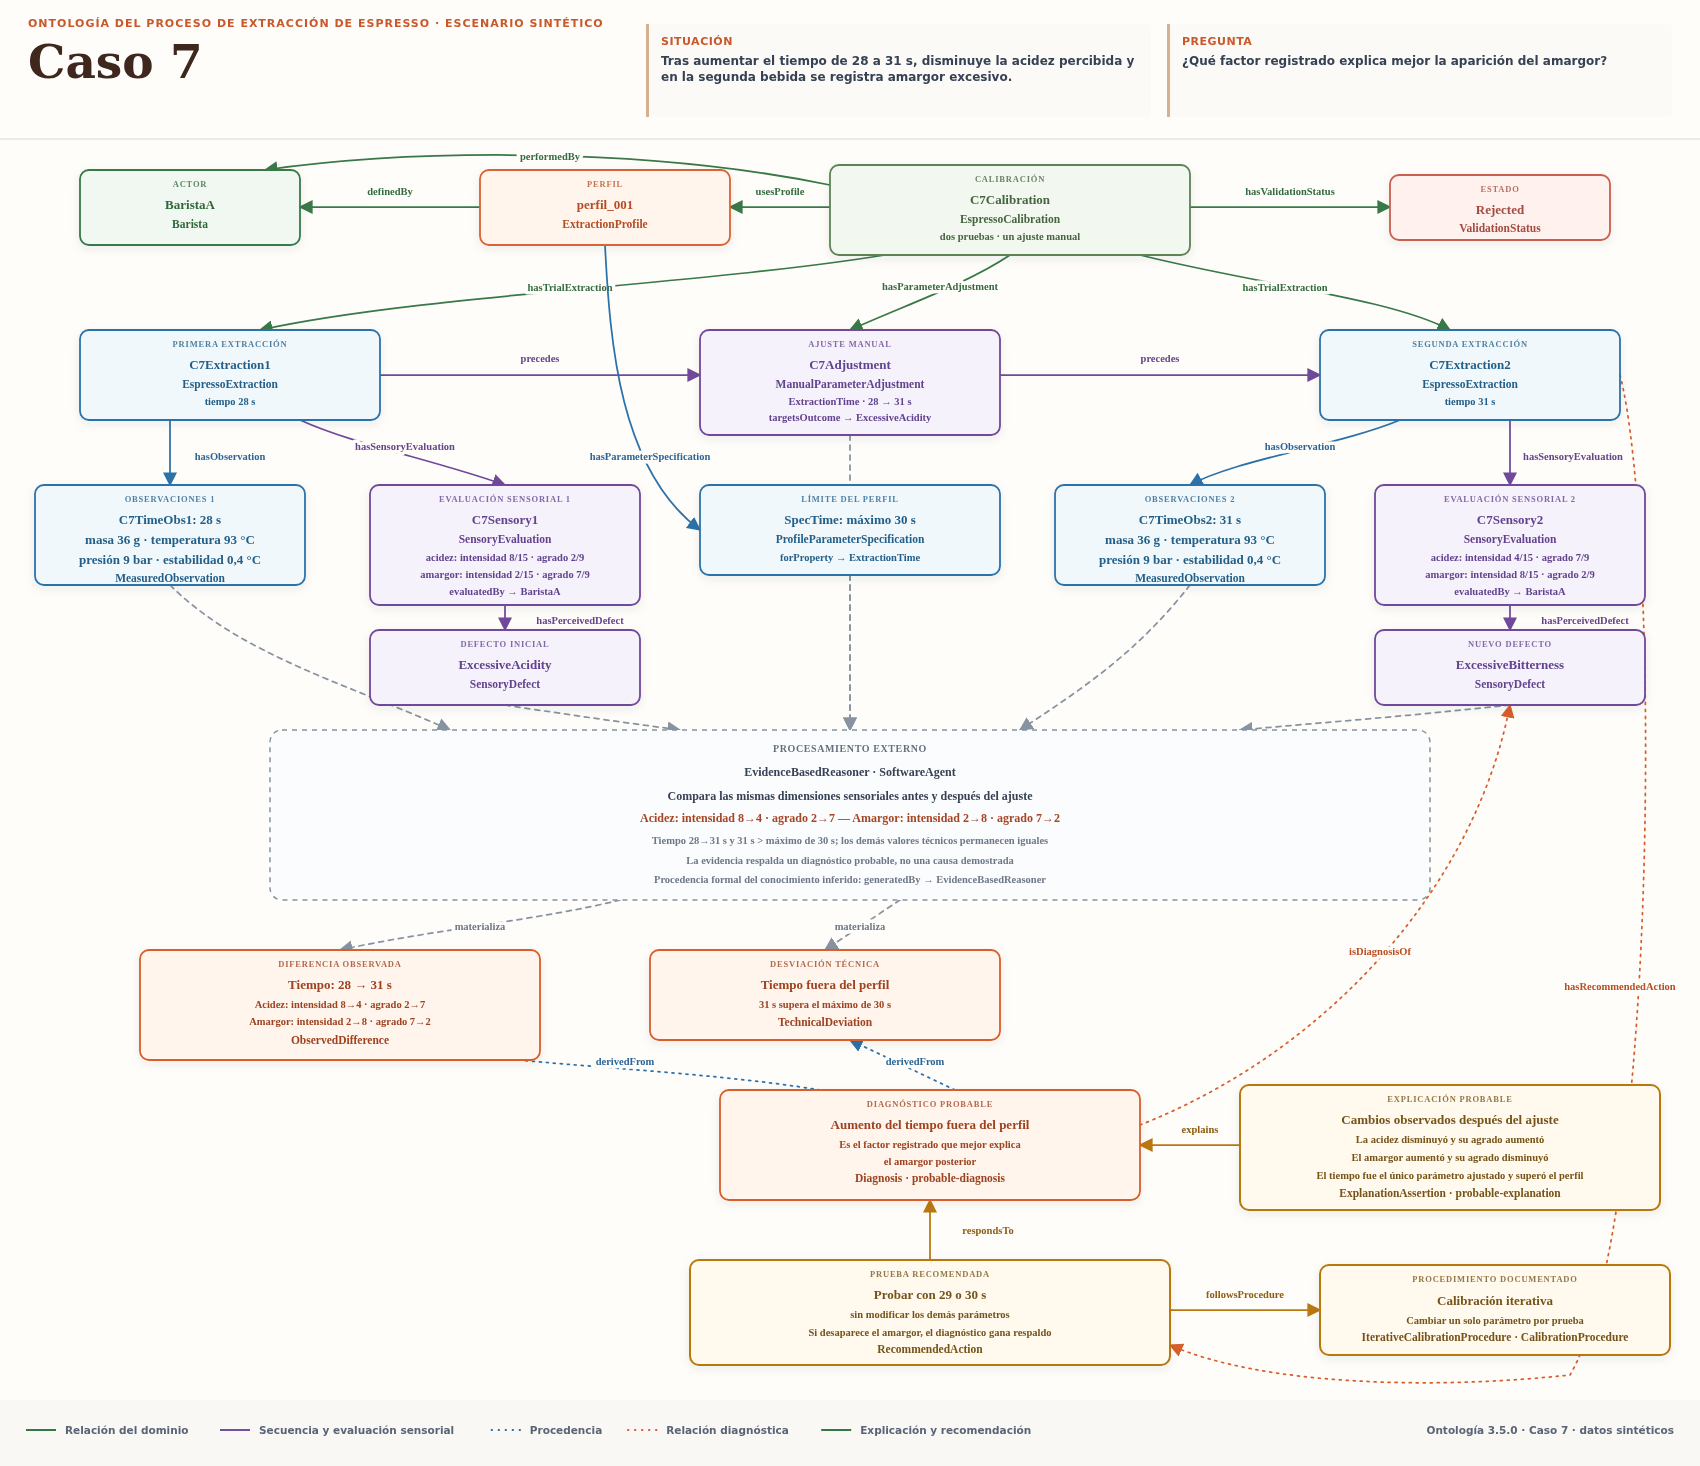 ONTOLOGÍA DEL PROCESO DE EXTRACCIÓN DE ESPRESSO · ESCENARIO SINTÉTICO
Caso 7
SITUACIÓN
Tras aumentar el tiempo de 28 a 31 s, disminuye la acidez percibida y
en la segunda bebida se registra amargor excesivo.
PREGUNTA
¿Qué factor registrado explica mejor la aparición del amargor?
performedBy
ACTOR
BaristaA
Barista
definedBy
PERFIL
perfil_001
ExtractionProfile
usesProfile
CALIBRACIÓN
C7Calibration
EspressoCalibration
dos pruebas · un ajuste manual
hasValidationStatus
ESTADO
Rejected
ValidationStatus
hasTrialExtraction
hasParameterAdjustment
hasTrialExtraction
PRIMERA EXTRACCIÓN
C7Extraction1
EspressoExtraction
tiempo 28 s
precedes
AJUSTE MANUAL
C7Adjustment
ManualParameterAdjustment
ExtractionTime · 28 → 31 s
targetsOutcome → ExcessiveAcidity
precedes
SEGUNDA EXTRACCIÓN
C7Extraction2
EspressoExtraction
tiempo 31 s
hasObservation
hasSensoryEvaluation
hasParameterSpecification
hasObservation
hasSensoryEvaluation
OBSERVACIONES 1
C7TimeObs1: 28 s
masa 36 g · temperatura 93 °C
presión 9 bar · estabilidad 0,4 °C
MeasuredObservation
EVALUACIÓN SENSORIAL 1
C7Sensory1
SensoryEvaluation
acidez: intensidad 8/15 · agrado 2/9
amargor: intensidad 2/15 · agrado 7/9
evaluatedBy → BaristaA
LÍMITE DEL PERFIL
SpecTime: máximo 30 s
ProfileParameterSpecification
forProperty → ExtractionTime
OBSERVACIONES 2
C7TimeObs2: 31 s
masa 36 g · temperatura 93 °C
presión 9 bar · estabilidad 0,4 °C
MeasuredObservation
EVALUACIÓN SENSORIAL 2
C7Sensory2
SensoryEvaluation
acidez: intensidad 4/15 · agrado 7/9
amargor: intensidad 8/15 · agrado 2/9
evaluatedBy → BaristaA
hasPerceivedDefect
hasPerceivedDefect
DEFECTO INICIAL
ExcessiveAcidity
SensoryDefect
NUEVO DEFECTO
ExcessiveBitterness
SensoryDefect
PROCESAMIENTO EXTERNO
EvidenceBasedReasoner · SoftwareAgent
Compara las mismas dimensiones sensoriales antes y después del ajuste
Acidez: intensidad 8→4 · agrado 2→7 — Amargor: intensidad 2→8 · agrado 7→2
Tiempo 28→31 s y 31 s > máximo de 30 s; los demás valores técnicos permanecen iguales
La evidencia respalda un diagnóstico probable, no una causa demostrada
Procedencia formal del conocimiento inferido: generatedBy → EvidenceBasedReasoner
materializa
materializa
isDiagnosisOf
hasRecommendedAction
DIFERENCIA OBSERVADA
Tiempo: 28 → 31 s
Acidez: intensidad 8→4 · agrado 2→7
Amargor: intensidad 2→8 · agrado 7→2
ObservedDifference
DESVIACIÓN TÉCNICA
Tiempo fuera del perfil
31 s supera el máximo de 30 s
TechnicalDeviation
derivedFrom
derivedFrom
DIAGNÓSTICO PROBABLE
Aumento del tiempo fuera del perfil
Es el factor registrado que mejor explica
el amargor posterior
Diagnosis · probable-diagnosis
explains
EXPLICACIÓN PROBABLE
Cambios observados después del ajuste
La acidez disminuyó y su agrado aumentó
El amargor aumentó y su agrado disminuyó
El tiempo fue el único parámetro ajustado y superó el perfil
ExplanationAssertion · probable-explanation
respondsTo
PRUEBA RECOMENDADA
Probar con 29 o 30 s
sin modificar los demás parámetros
Si desaparece el amargor, el diagnóstico gana respaldo
RecommendedAction
followsProcedure
PROCEDIMIENTO DOCUMENTADO
Calibración iterativa
Cambiar un solo parámetro por prueba
IterativeCalibrationProcedure · CalibrationProcedure
Relación del dominio
Secuencia y evaluación sensorial
Procedencia
Relación diagnóstica
Explicación y recomendación
Ontología 3.5.0 · Caso 7 · datos sintéticos